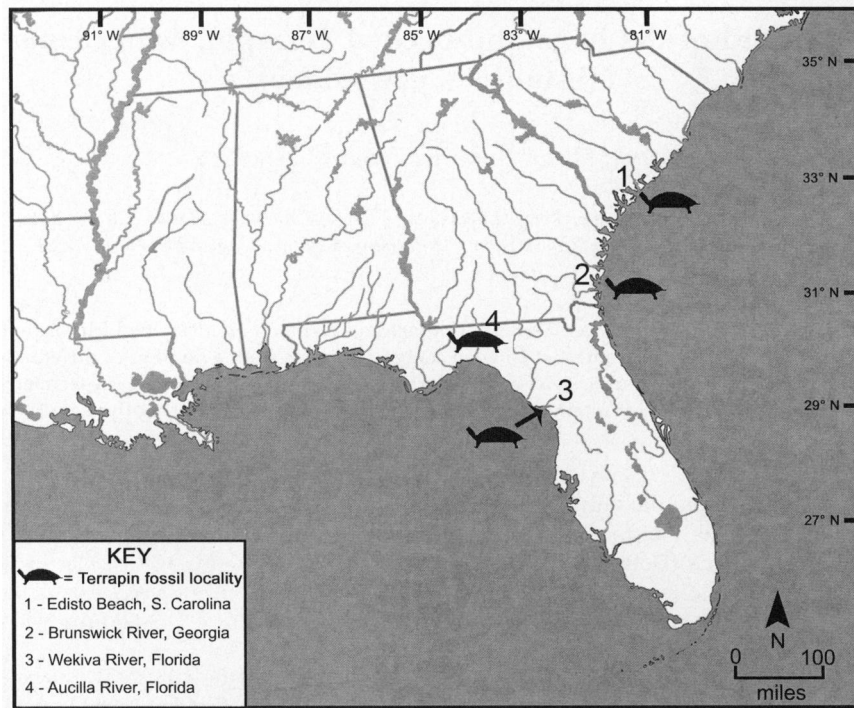 91° W 89° W 87° W 85° W 83° W 81° W
35° N
33° N
1
2
31° N
4
3
29° N
27° N
KEY
= Terrapin fossil locality
1 - Edisto Beach, S. Carolina
2 - Brunswick River, Georgia
3 - Wekiva River, Florida
4 - Aucilla River, Florida
N
0 100
miles